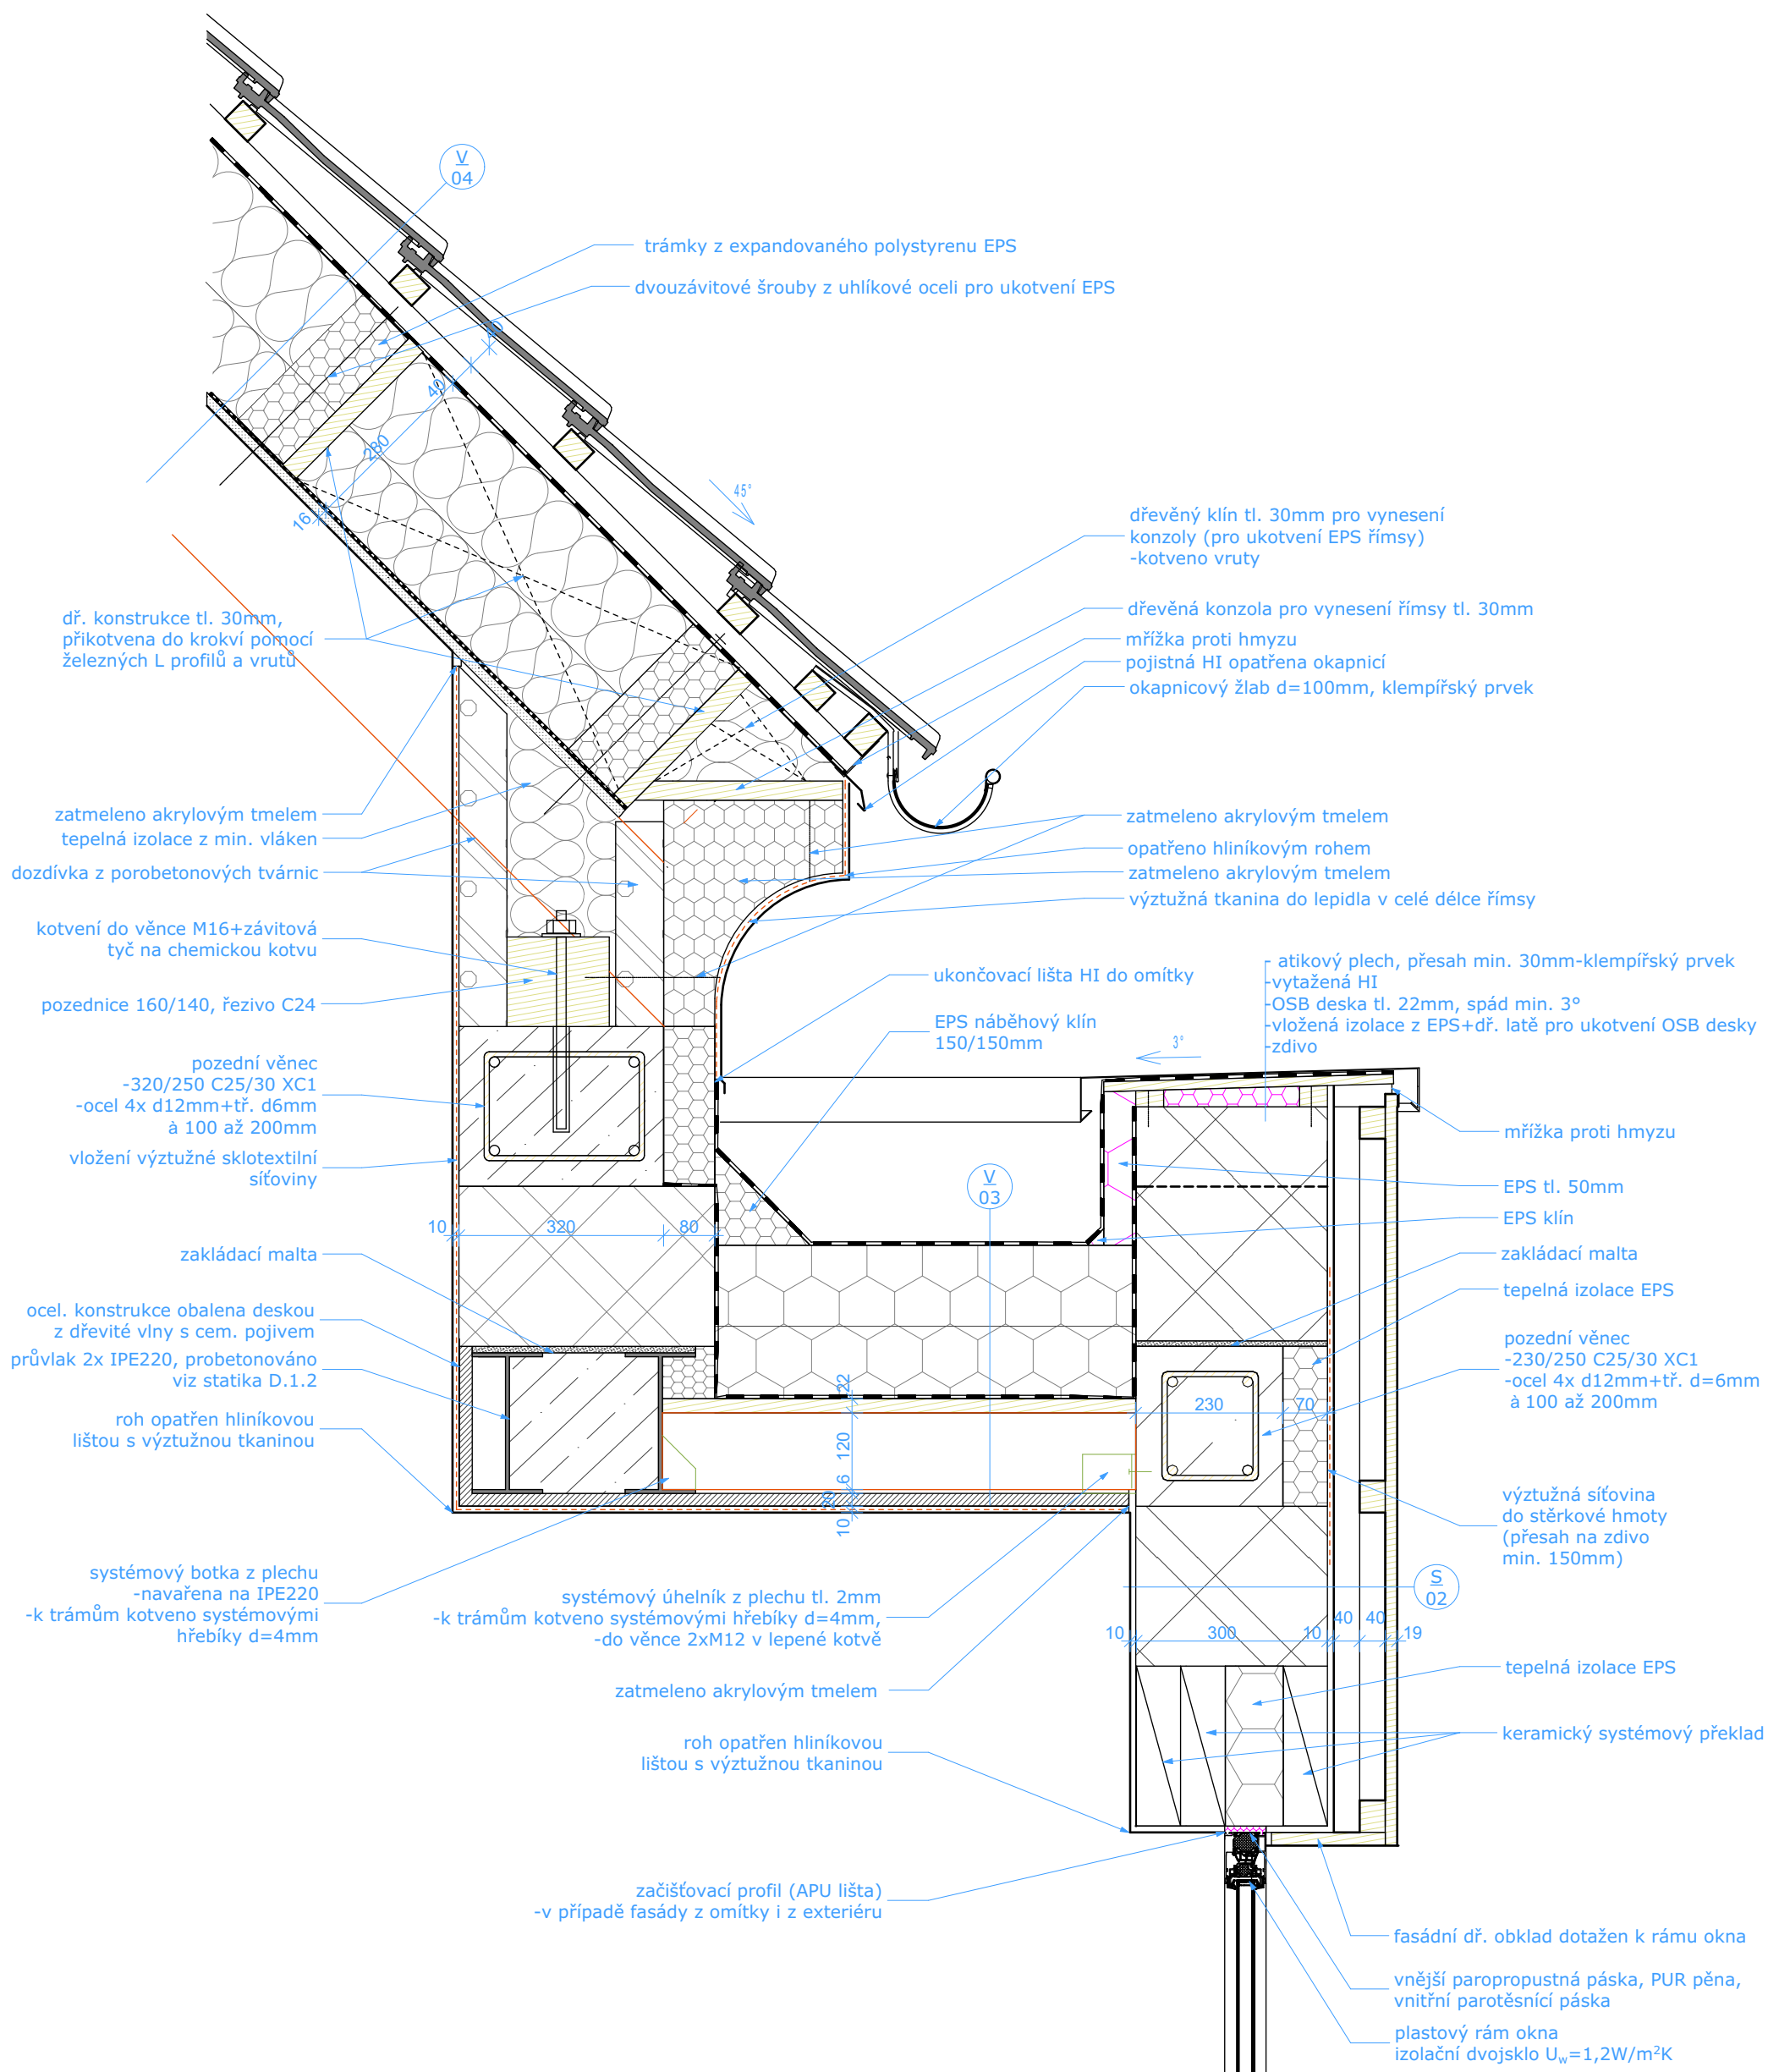 V
04
trámky z expandovaného polystyrenu EPS
dvouzávitové šrouby z uhlíkové oceli pro ukotvení EPS
40
40
280
16
45°
dřevěný klín tl. 30mm pro vynesení
konzoly (pro ukotvení EPS římsy)
-kotveno vruty
dřevěná konzola pro vynesení římsy tl. 30mm
mřížka proti hmyzu
pojistná HI opatřena okapnicí
okapnicový žlab d=100mm, klempířský prvek
dř. konstrukce tl. 30mm,
přikotvena do krokví pomocí
železných L profilů a vrutů
zatmeleno akrylovým tmelem
tepelná izolace z min. vláken
dozdívka z porobetonových tvárnic
kotvení do věnce M16+závitová
tyč na chemickou kotvu
pozednice 160/140, řezivo C24
pozední věnec
-320/250 C25/30 XC1
-ocel 4x d12mm+tř. d6mm
à 100 až 200mm
vložení výztužné sklotextilní
síťoviny
zatmeleno akrylovým tmelem
opatřeno hliníkovým rohem
zatmeleno akrylovým tmelem
výztužná tkanina do lepidla v celé délce římsy
ukončovací lišta HI do omítky
EPS náběhový klín
150/150mm
- atikový plech, přesah min. 30mm-klempířský prvek
-vytažená HI
-OSB deska tl. 22mm, spád min. 3°
-vložená izolace z EPS+dř. latě pro ukotvení OSB desky
-zdivo
3°
mřížka proti hmyzu
V
03
EPS tl. 50mm
EPS klín
10
320
80
zakládací malta
zakládací malta
tepelná izolace EPS
ocel. konstrukce obalena deskou
z dřevité vlny s cem. pojivem
průvlak 2x IPE220, probetonováno
viz statika D.1.2
roh opatřen hliníkovou
lištou s výztužnou tkaninou
pozední věnec
-230/250 C25/30 XC1
-ocel 4x d12mm+tř. d=6mm
à 100 až 200mm
22
120
6
20
10
230
70
výztužná síťovina
do stěrkové hmoty
(přesah na zdivo
min. 150mm)
systémový botka z plechu
-navařena na IPE220
-k trámům kotveno systémovými
hřebíky d=4mm
systémový úhelník z plechu tl. 2mm
-k trámům kotveno systémovými hřebíky d=4mm,
-do věnce 2xM12 v lepené kotvě
S
02
10
300
10
40
40
19
zatmeleno akrylovým tmelem
tepelná izolace EPS
roh opatřen hliníkovou
lištou s výztužnou tkaninou
keramický systémový překlad
začišťovací profil (APU lišta)
-v případě fasády z omítky i z exteriéru
fasádní dř. obklad dotažen k rámu okna
vnější paropropustná páska, PUR pěna,
vnitřní parotěsnící páska
plastový rám okna
izolační dvojsklo Uw=1,2W/m²K